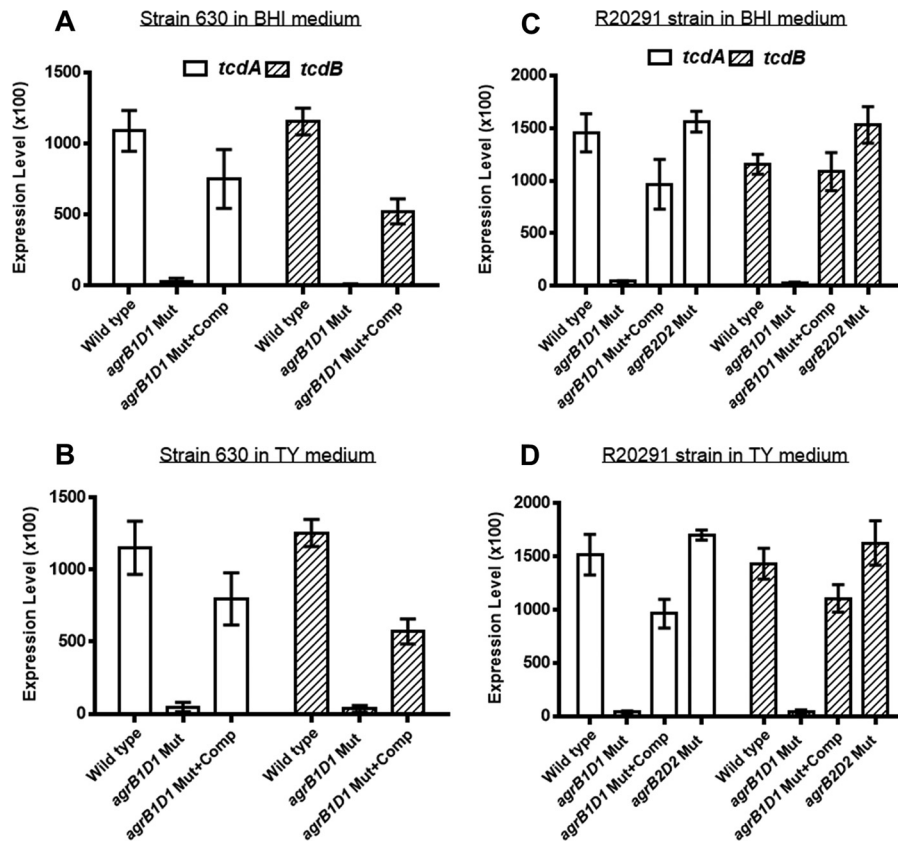 A
Strain 630 in BHI medium
tcdA tcdB
Expression Level (x100)
1500
1000
500
0
Wild type
agrB1D1 Mut
agrB1D1 Mut+Comp
Wild type
agrB1D1 Mut
agrB1D1 Mut+Comp
C
R20291 strain in BHI medium
tcdA tcdB
Expression Level (x100)
2000
1500
1000
500
0
Wild type
agrB1D1 Mut
agrB1D1 Mut+Comp
agrB2D2 Mut
Wild type
agrB1D1 Mut
agrB1D1 Mut+Comp
agrB2D2 Mut
B
Strain 630 in TY medium
Expression Level (x100)
1500
1000
500
0
Wild type
agrB1D1 Mut
agrB1D1 Mut+Comp
Wild type
agrB1D1 Mut
agrB1D1 Mut+Comp
D
R20291 strain in TY medium
Expression Level (x100)
2000
1500
1000
500
0
Wild type
agrB1D1 Mut
agrB1D1 Mut+Comp
agrB2D2 Mut
Wild type
agrB1D1 Mut
agrB1D1 Mut+Comp
agrB2D2 Mut